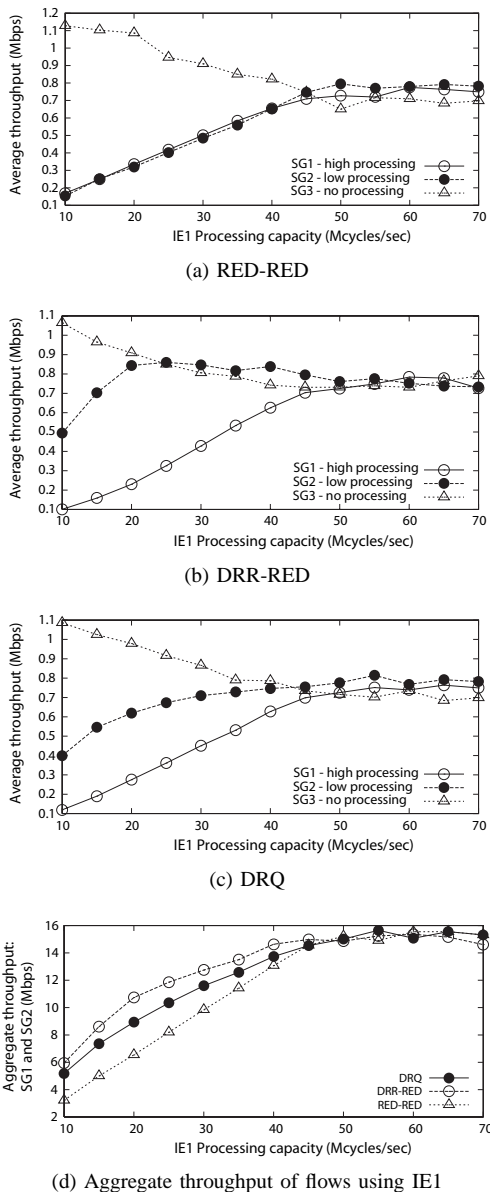 1.2
1.1
1
0.9
0.8
0.7
0.6
0.5
0.4
0.3
0.2
0.1
Average throughput (Mbps)
SG1 - high processing
SG2 - low processing
SG3 - no processing
10 20 30 40 50 60 70
IE1 Processing capacity (Mcycles/sec)
(a) RED-RED
1.1
1
0.9
0.8
0.7
0.6
0.5
0.4
0.3
0.2
0.1
Average throughput (Mbps)
SG1 - high processing
SG2 - low processing
SG3 - no processing
10 20 30 40 50 60 70
IE1 Processing capacity (Mcycles/sec)
(b) DRR-RED
1.1
1
0.9
0.8
0.7
0.6
0.5
0.4
0.3
0.2
0.1
Average throughput (Mbps)
SG1 - high processing
SG2 - low processing
SG3 - no processing
10 20 30 40 50 60 70
IE1 Processing capacity (Mcycles/sec)
(c) DRQ
16
14
12
10
8
6
4
2
Aggregate throughput:
SG1 and SG2 (Mbps)
DRQ
DRR-RED
RED-RED
10 20 30 40 50 60 70
IE1 Processing capacity (Mcycles/sec)
(d) Aggregate throughput of flows using IE1